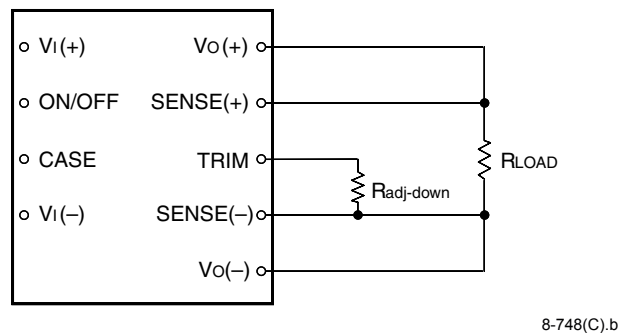 VI(+) VO(+)
ON/OFF SENSE(+)
CASE TRIM RLOAD
Radj-down
VI(–) SENSE(–)
VO(–)
8-748(C).b